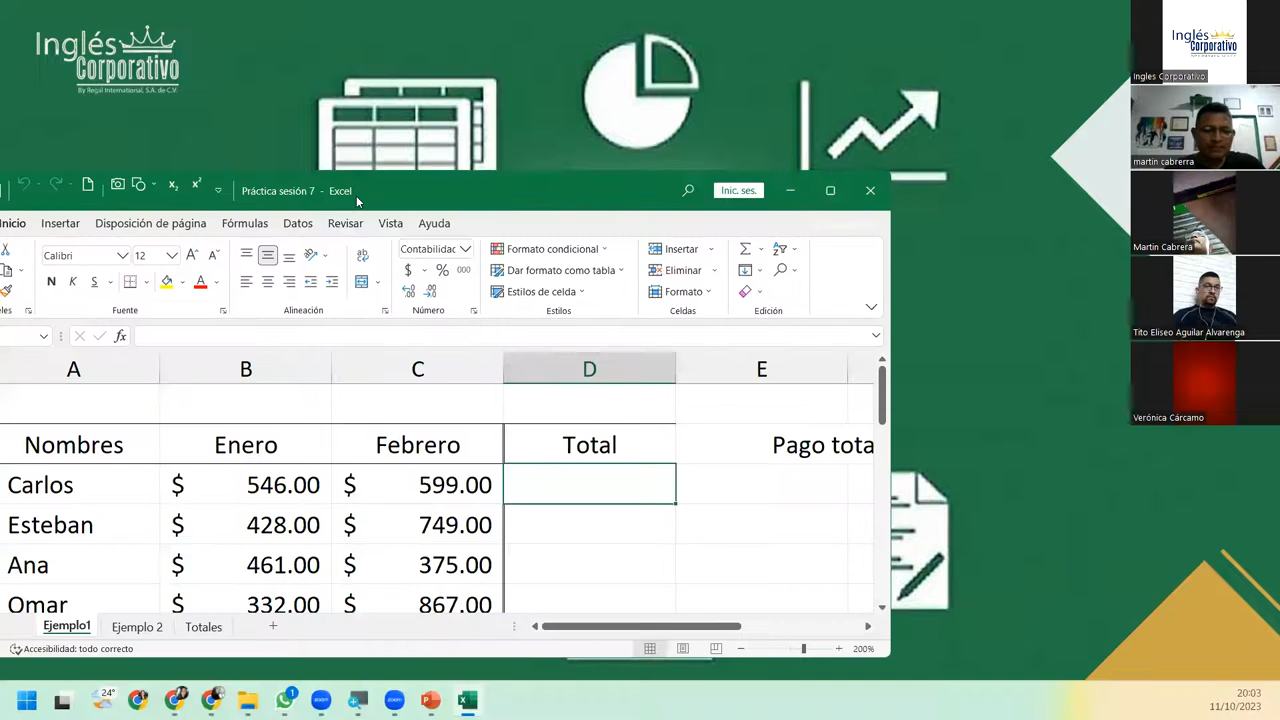 Inglés
Corporativo
By Regal International, S.A. de C.V.
Inglés
Corporativo
Ingles Corporativo
martin cabrerra
Martin Cabrera
Tito Eliseo Aguilar Alvarenga
Verónica Cárcamo
Práctica sesión 7 - Excel
Inic. ses.
Inicio Insertar Disposición de página Fórmulas Datos Revisar Vista Ayuda
Calibri 12
N K S
Contabilidad
$ % 000
Formato condicional
Dar formato como tabla
Estilos de celda
Insertar
Eliminar
Formato
Fuente Alineación Número Estilos Celdas Edición
fx
A B C D E
Nombres Enero Febrero Total Pago tota
Carlos $ 546.00 $ 599.00
Esteban $ 428.00 $ 749.00
Ana $ 461.00 $ 375.00
Omar $ 332.00 $ 867.00
Ejemplo1 Ejemplo 2 Totales
Accesibilidad: todo correcto
200%
24°
1
20:03
11/10/2023